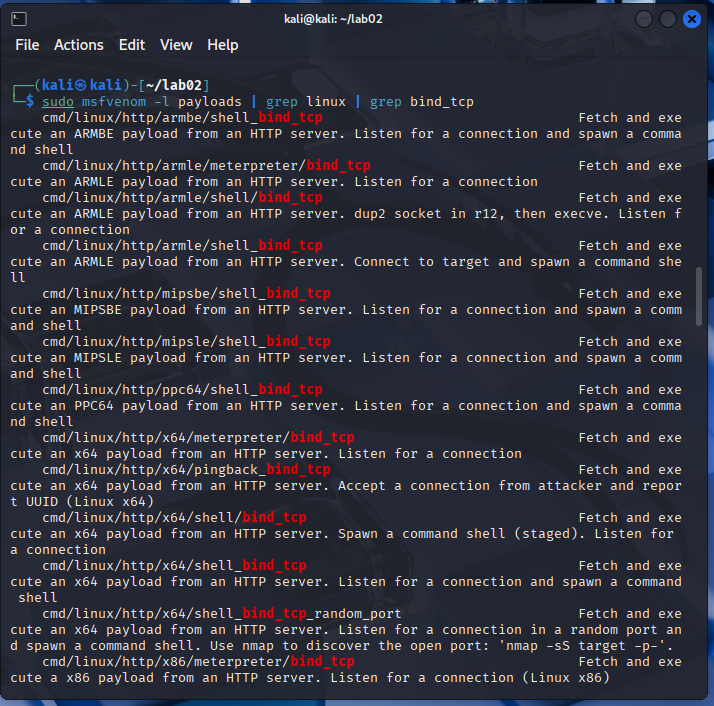 kali@kali: ~/lab02
File Actions Edit View Help
┌──(kali㉿kali)-[~/lab02]
└─$ sudo msfvenom -l payloads | grep linux | grep bind_tcp
    cmd/linux/http/armbe/shell_bind_tcp                                Fetch and exe
cute an ARMBE payload from an HTTP server. Listen for a connection and spawn a comma
nd shell
    cmd/linux/http/armle/meterpreter/bind_tcp                          Fetch and exe
cute an ARMLE payload from an HTTP server. Listen for a connection
    cmd/linux/http/armle/shell/bind_tcp                                Fetch and exe
cute an ARMLE payload from an HTTP server. dup2 socket in r12, then execve. Listen f
or a connection
    cmd/linux/http/armle/shell_bind_tcp                                Fetch and exe
cute an ARMLE payload from an HTTP server. Connect to target and spawn a command she
ll
    cmd/linux/http/mipsbe/shell_bind_tcp                               Fetch and exe
cute an MIPSBE payload from an HTTP server. Listen for a connection and spawn a comm
and shell
    cmd/linux/http/mipsle/shell_bind_tcp                               Fetch and exe
cute an MIPSLE payload from an HTTP server. Listen for a connection and spawn a comm
and shell
    cmd/linux/http/ppc64/shell_bind_tcp                                Fetch and exe
cute an PPC64 payload from an HTTP server. Listen for a connection and spawn a comma
nd shell
    cmd/linux/http/x64/meterpreter/bind_tcp                            Fetch and exe
cute an x64 payload from an HTTP server. Listen for a connection
    cmd/linux/http/x64/pingback_bind_tcp                               Fetch and exe
cute an x64 payload from an HTTP server. Accept a connection from attacker and repor
t UUID (Linux x64)
    cmd/linux/http/x64/shell/bind_tcp                                  Fetch and exe
cute an x64 payload from an HTTP server. Spawn a command shell (staged). Listen for 
a connection
    cmd/linux/http/x64/shell_bind_tcp                                  Fetch and exe
cute an x64 payload from an HTTP server. Listen for a connection and spawn a command
 shell
    cmd/linux/http/x64/shell_bind_tcp_random_port                      Fetch and exe
cute an x64 payload from an HTTP server. Listen for a connection in a random port an
d spawn a command shell. Use nmap to discover the open port: 'nmap -sS target -p-'.
    cmd/linux/http/x86/meterpreter/bind_tcp                            Fetch and exe
cute a x86 payload from an HTTP server. Listen for a connection (Linux x86)